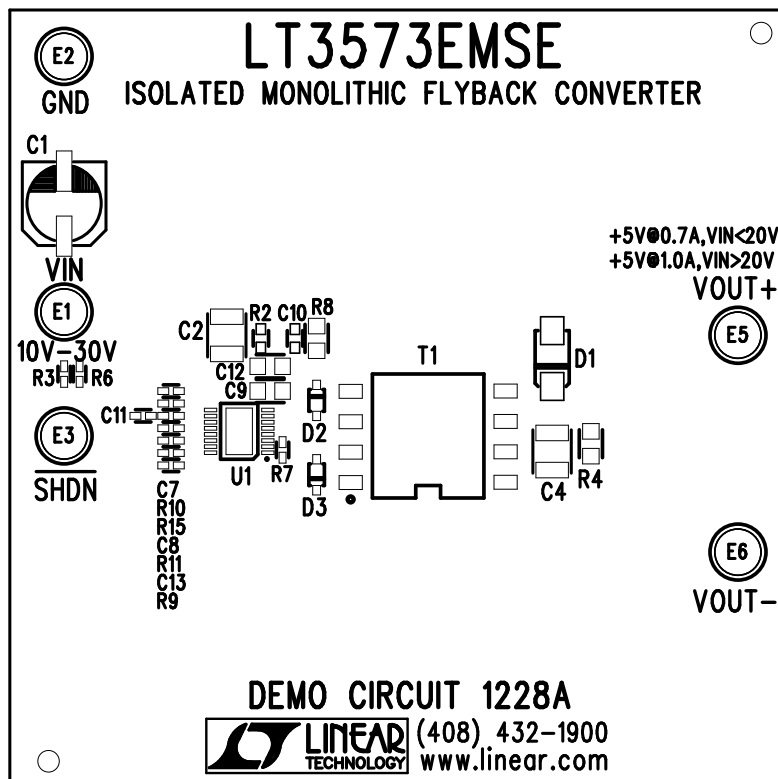 LT3573EMSE
ISOLATED MONOLITHIC FLYBACK CONVERTER
E2
GND
C1
VIN
E1
10V-30V
R3
R6
C11
E3
SHDN
C2
R2
C10
R8
C12
C9
U1
R7
D2
D3
T1
D1
C4
R4
+5V@0.7A,VIN<20V
+5V@1.0A,VIN>20V
VOUT+
E5
E6
VOUT-
C7
R10
R15
C8
R11
C13
R9
DEMO CIRCUIT 1228A
LINEAR
TECHNOLOGY
(408) 432-1900
www.linear.com